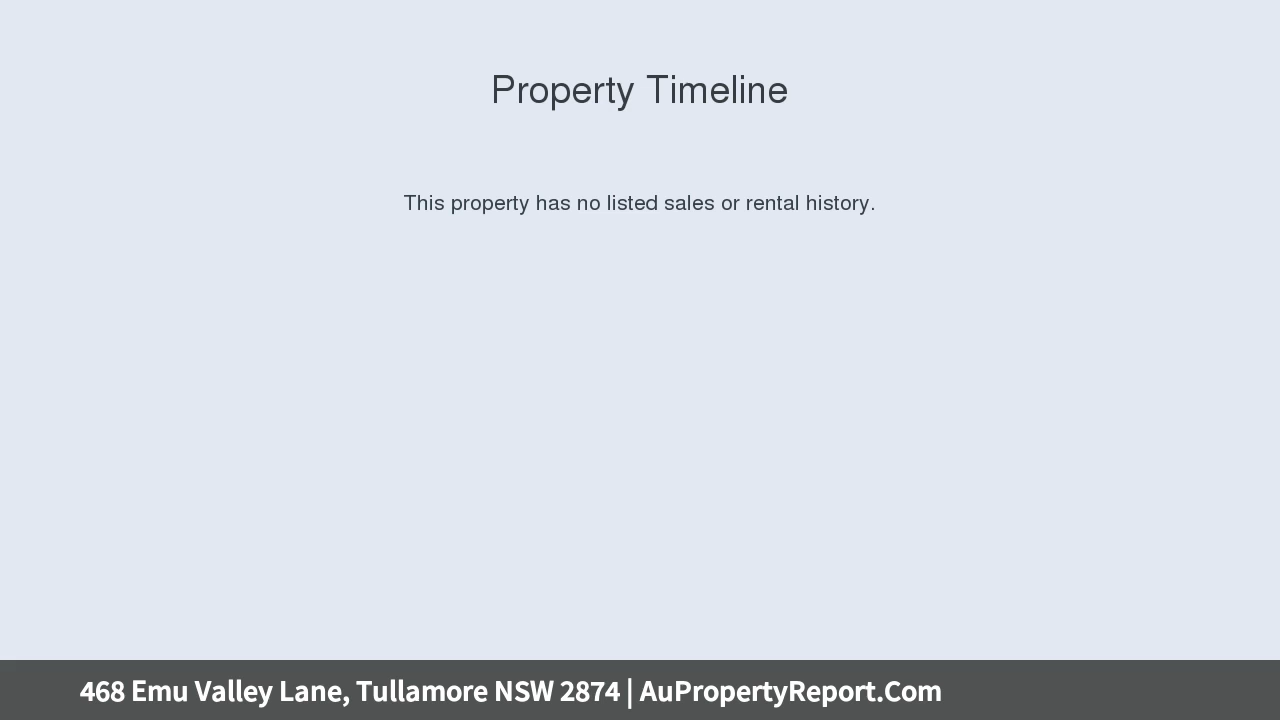 Property Timeline
This property has no listed sales or rental history.
468 Emu Valley Lane, Tullamore NSW 2874 | AuPropertyReport.Com